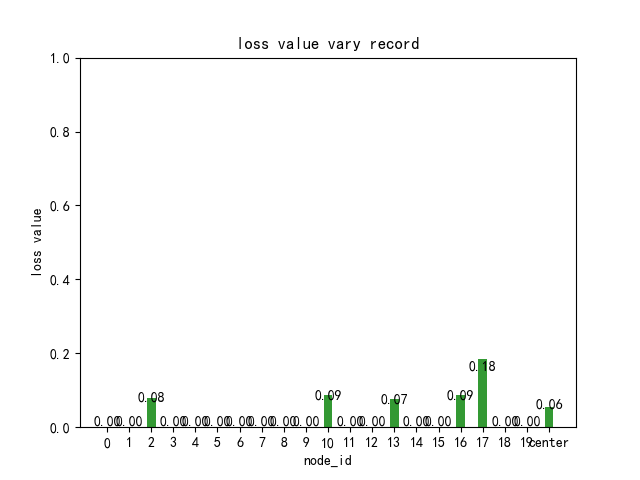 loss value vary record
1.0
0.8
0.6
0.4
0.2
0.0
loss value
0.00 0.00 0.08 0.00 0.00 0.00 0.00 0.00 0.00 0.00 0.09 0.00 0.00 0.07 0.00 0.00 0.09 0.18 0.00 0.00 0.06
0 1 2 3 4 5 6 7 8 9 10 11 12 13 14 15 16 17 18 19 center
node_id